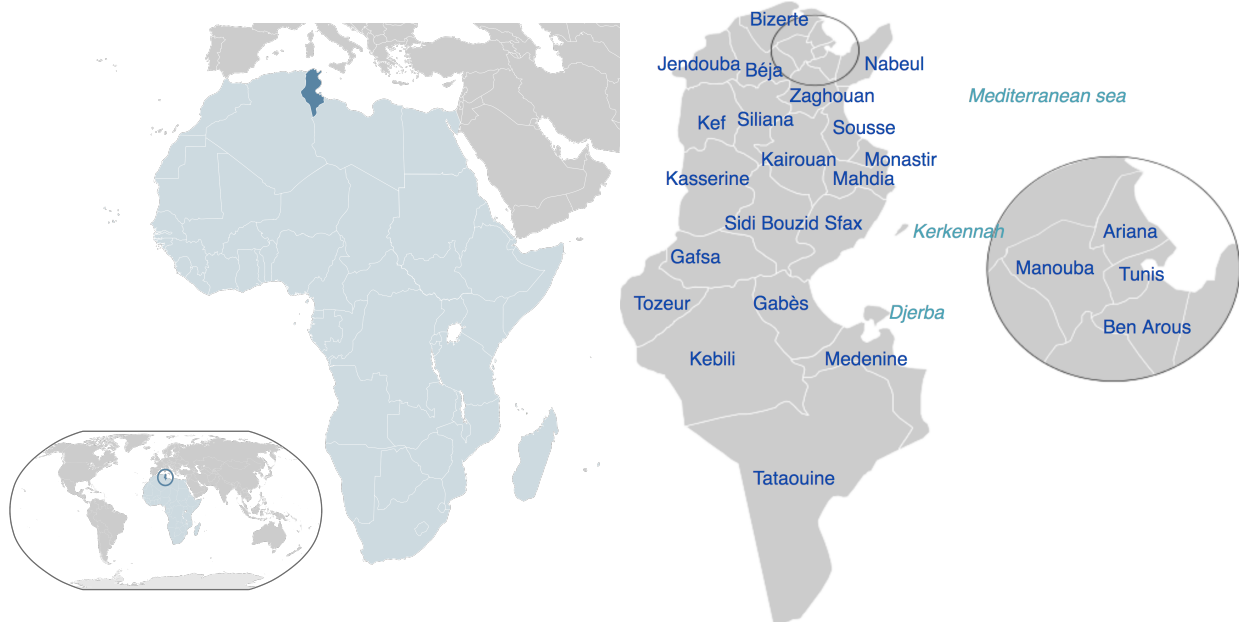 Bizerte
Jendouba
Béja
Nabeul
Zaghouan
Mediterranean sea
Kef
Siliana
Sousse
Kairouan
Monastir
Kasserine
Mahdia
Sidi Bouzid
Sfax
Kerkennah
Ariana
Gafsa
Manouba
Tunis
Tozeur
Gabès
Djerba
Ben Arous
Kebili
Medenine
Tataouine